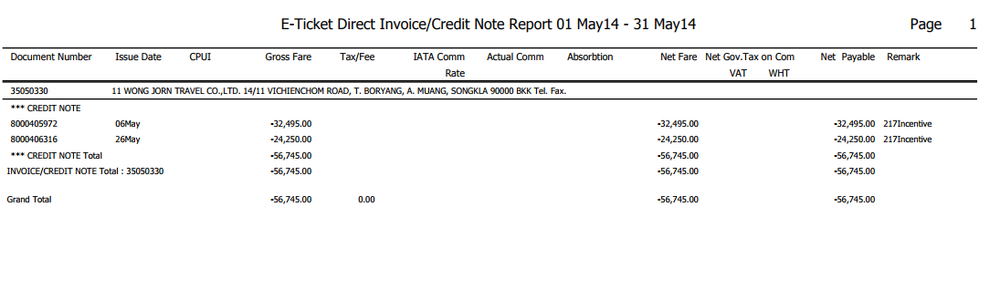 E-Ticket Direct Invoice/Credit Note Report 01 May14 - 31 May14 Page 1
Document Number Issue Date CPUI Gross Fare Tax/Fee IATA Comm Actual Comm Absorbtion Net Fare Net Gov.Tax on Com Net Payable Remark
Rate VAT WHT
35050330 11 WONG JORN TRAVEL CO.,LTD. 14/11 VICHIENCHOM ROAD, T. BORYANG, A. MUANG, SONGKLA 90000 BKK Tel. Fax.
*** CREDIT NOTE
8000405972 06May -32,495.00 -32,495.00 -32,495.00 217Incentive
8000406316 26May -24,250.00 -24,250.00 -24,250.00 217Incentive
*** CREDIT NOTE Total -56,745.00 -56,745.00 -56,745.00
INVOICE/CREDIT NOTE Total : 35050330 -56,745.00 -56,745.00 -56,745.00
Grand Total -56,745.00 0.00 -56,745.00 -56,745.00